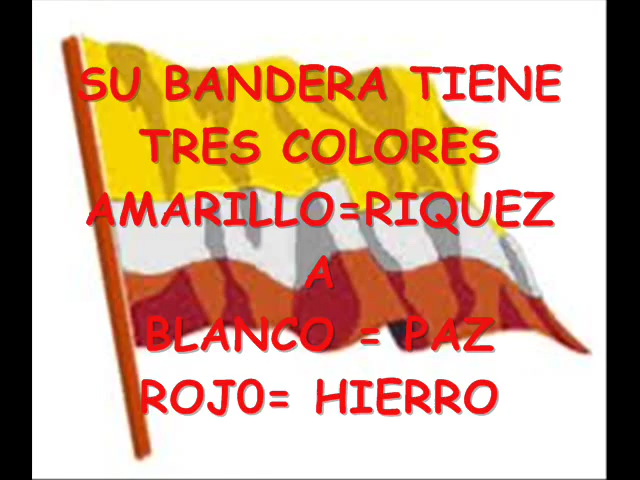 SU BANDERA TIENE
TRES COLORES
AMARILLO=RIQUEZ
A
BLANCO = PAZ
ROJ0= HIERRO